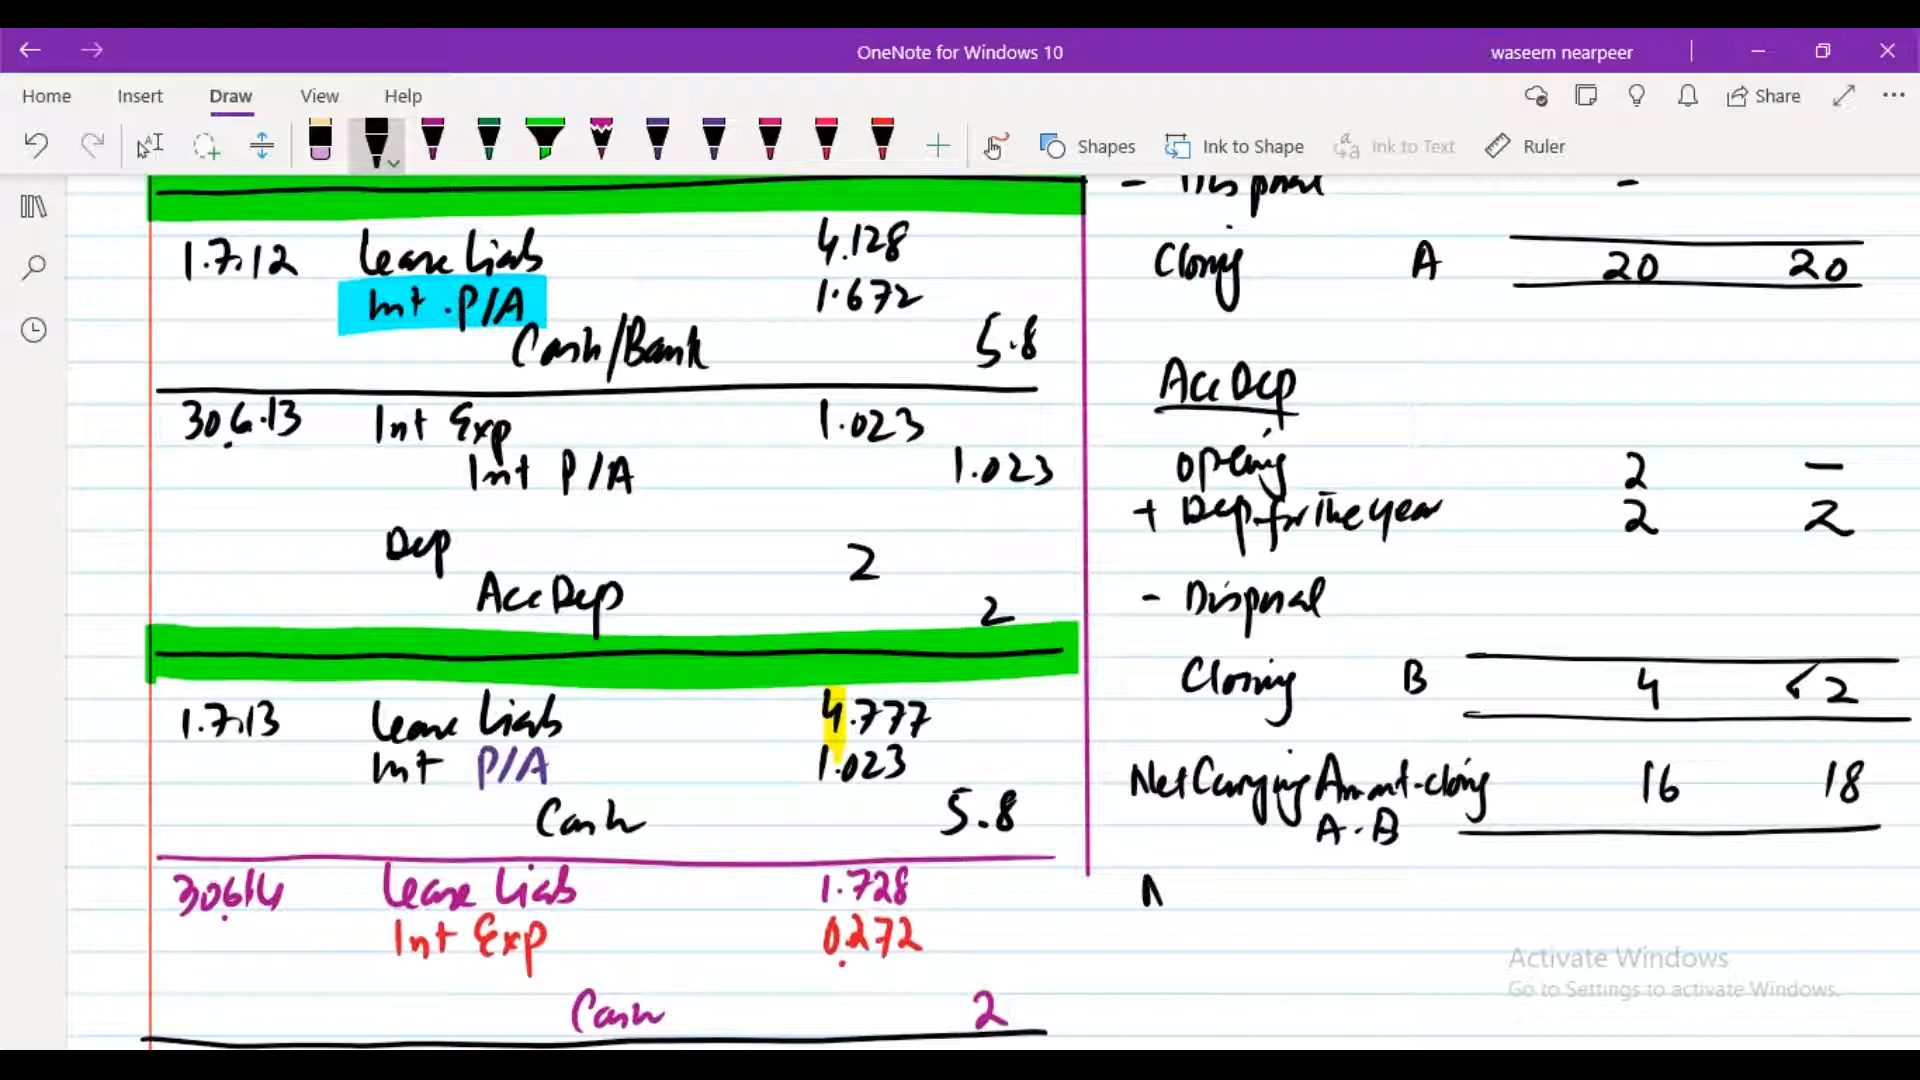 OneNote for Windows 10
waseem nearpeer
Home Insert Draw View Help
Share
Shapes Ink to Shape Ink to Text Ruler
1.7.12 Lease Liab 4.128
Int .P/A 1.672
Cash/Bank 5.8
30.6.13 Int Exp 1.023
Int P/A 1.023
Dep 2
Acc Dep 2
1.7.13 Lease Liab 4.777
Int P/A 1.023
Cash 5.8
30.6.14 Lease Liab 1.728
Int Exp 0.272
Cash 2
- Disposal -
Closing A 20 20
Acc Dep
Opening 2 –
+ Dep for The year 2 2
- Disposal
Closing B 4 2
Net Carrying Amount-closing 16 18
A-B
Activate Windows
Go to Settings to activate Windows.